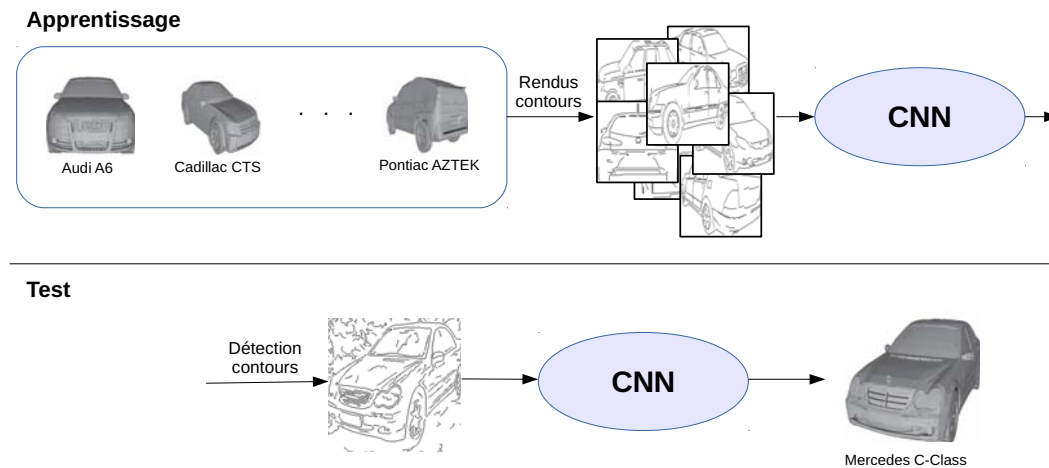 Apprentissage
Audi A6
Cadillac CTS
. . .
Pontiac AZTEK
Rendus
contours
CNN
Test
Détection
contours
CNN
Mercedes C-Class